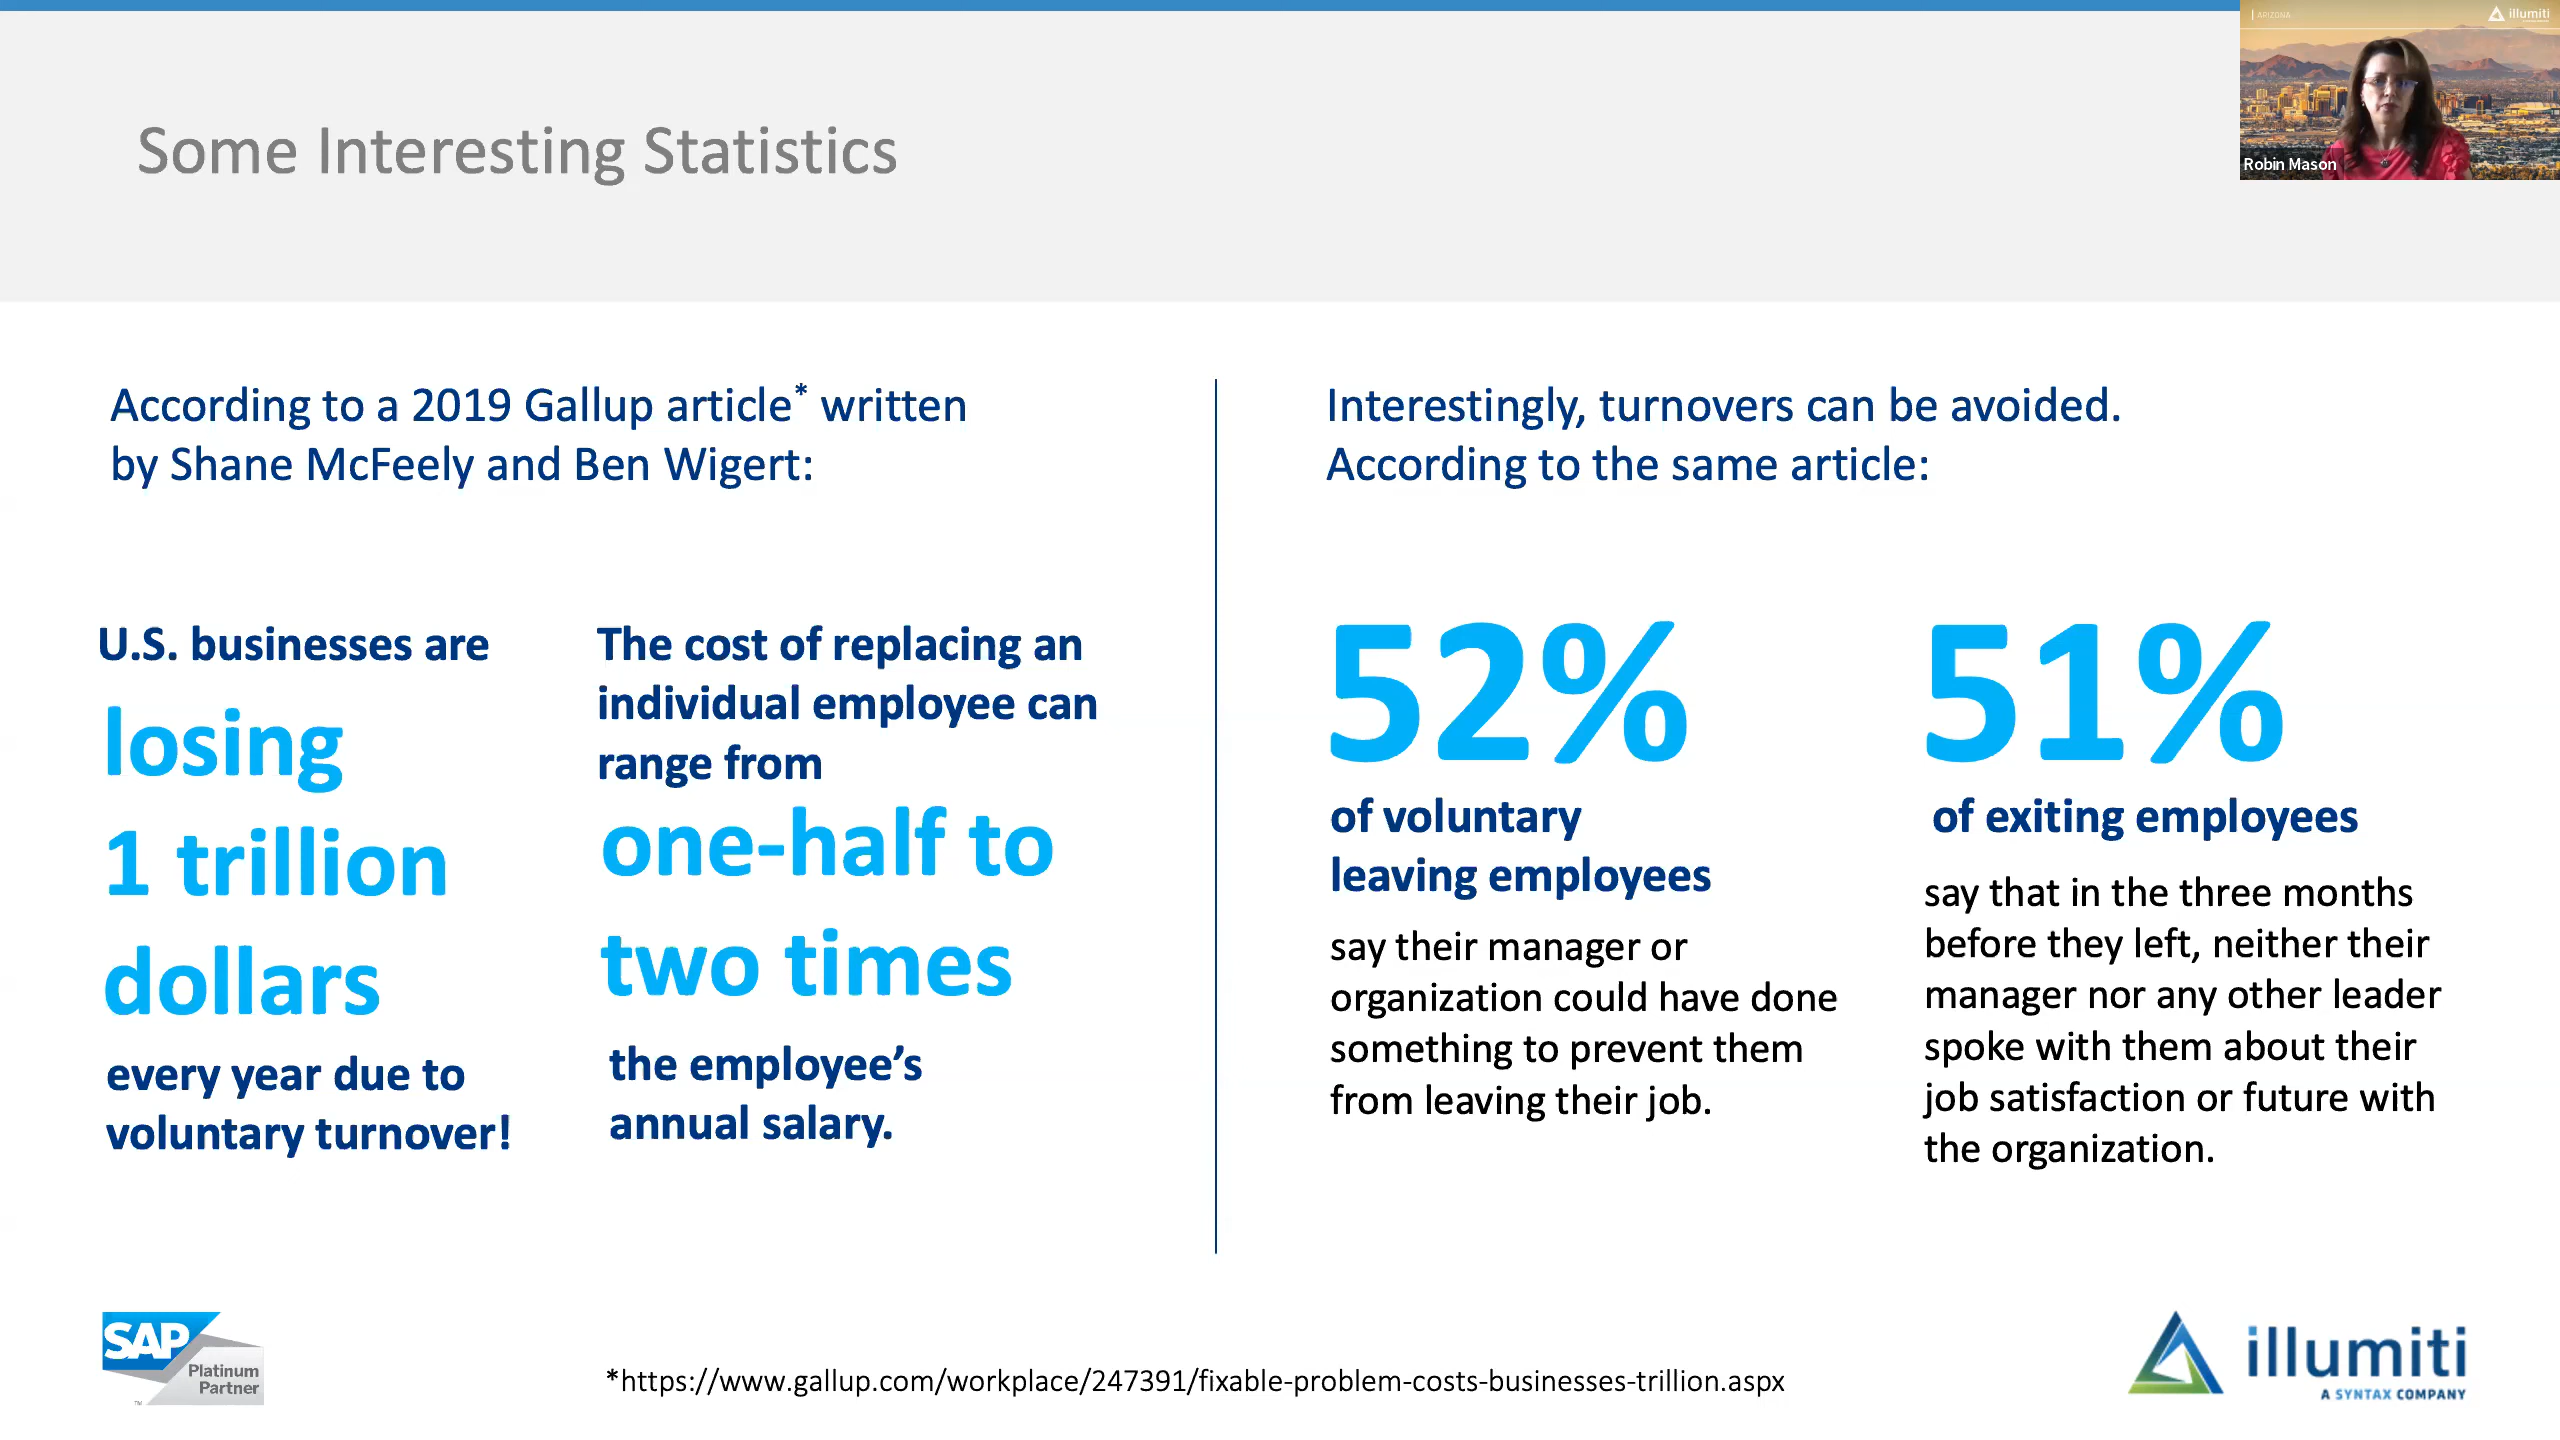 | ARIZONA
illumiti
Robin Mason
Some Interesting Statistics
According to a 2019 Gallup article* written
by Shane McFeely and Ben Wigert:
U.S. businesses are
losing
1 trillion
dollars
every year due to
voluntary turnover!
The cost of replacing an
individual employee can
range from
one-half to
two times
the employee’s
annual salary.
Interestingly, turnovers can be avoided.
According to the same article:
52%
of voluntary
leaving employees
say their manager or
organization could have done
something to prevent them
from leaving their job.
51%
of exiting employees
say that in the three months
before they left, neither their
manager nor any other leader
spoke with them about their
job satisfaction or future with
the organization.
SAP
Platinum
Partner
™
*https://www.gallup.com/workplace/247391/fixable-problem-costs-businesses-trillion.aspx
illumiti
A SYNTAX COMPANY